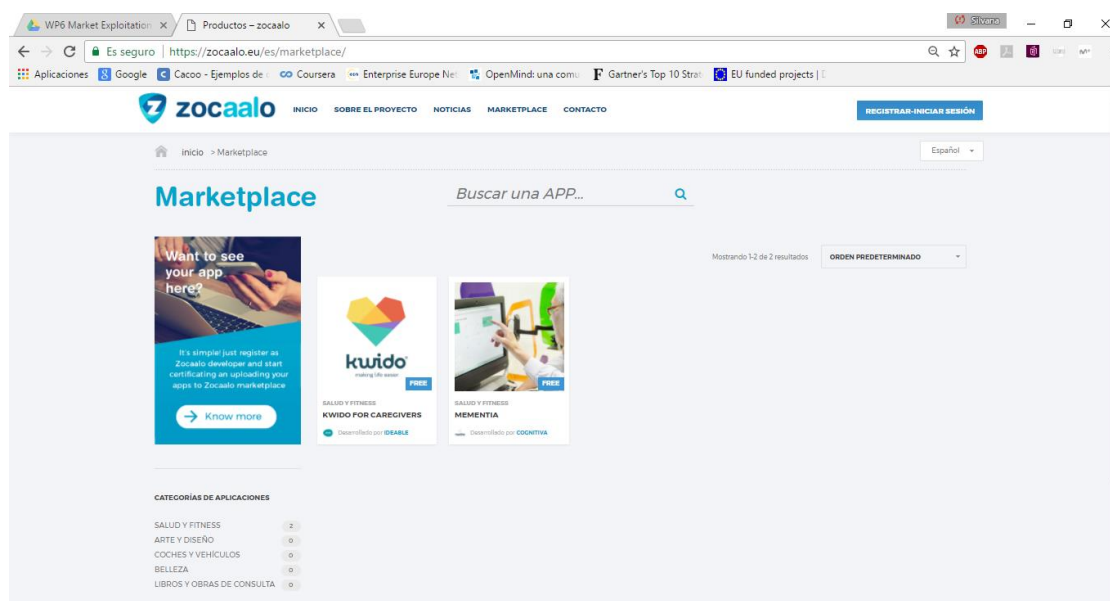 WP6 Market Exploitation
Productos – zocaalo
Silvana
Es seguro | https://zocaalo.eu/es/marketplace/
Aplicaciones
Google
Cacoo - Ejemplos de
Coursera
Enterprise Europe Ne
OpenMind: una comu
Gartner's Top 10 Strat
EU funded projects |
zocaalo
INICIO
SOBRE EL PROYECTO
NOTICIAS
MARKETPLACE
CONTACTO
REGISTRAR-INICIAR SESIÓN
inicio > Marketplace
Español
Marketplace
Buscar una APP...
Want to see
your app
here?
It's simple! just register as
Zocaalo developer and start
certificating an uploading your
apps to Zocaalo marketplace
Know more
Mostrando 1-2 de 2 resultados
ORDEN PREDETERMINADO
kwido
making life easier
FREE
SALUD Y FITNESS
KWIDO FOR CAREGIVERS
Desarrollado por IDEABLE
FREE
SALUD Y FITNESS
MEMENTIA
Desarrollado por COGNITIVA
CATEGORÍAS DE APLICACIONES
SALUD Y FITNESS 2
ARTE Y DISEÑO 0
COCHES Y VEHÍCULOS 0
BELLEZA 0
LIBROS Y OBRAS DE CONSULTA 0